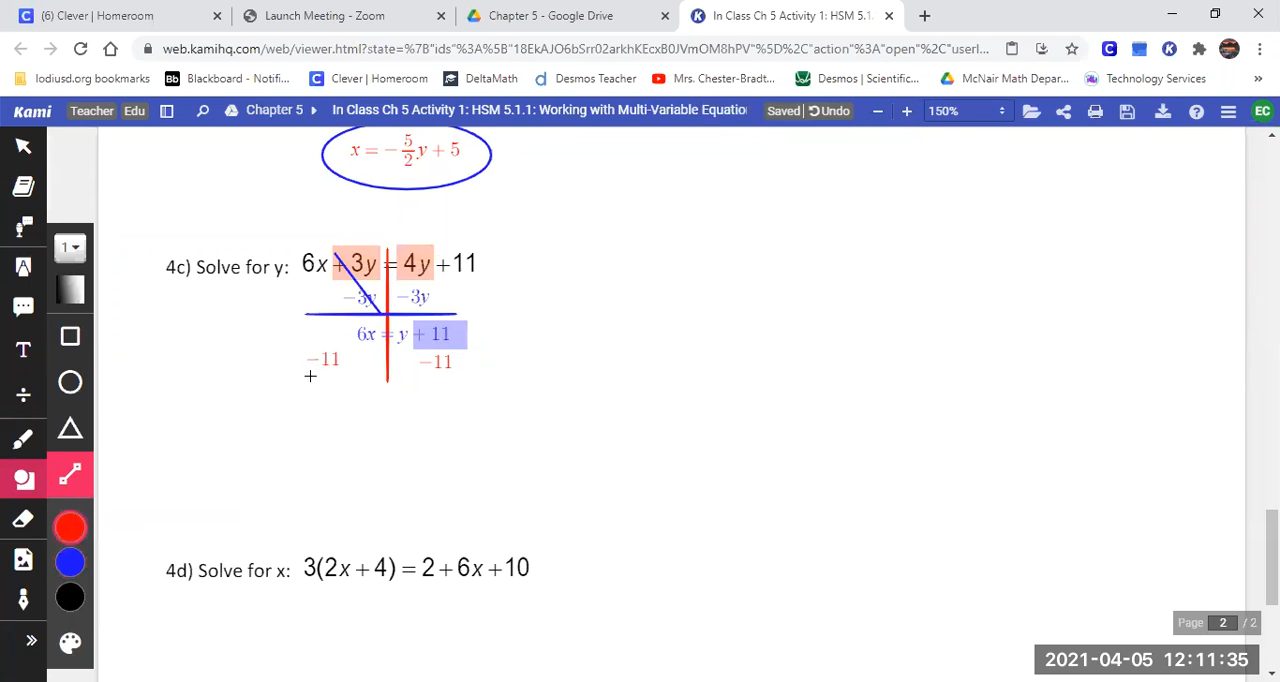 (6) Clever | Homeroom
Launch Meeting - Zoom
Chapter 5 - Google Drive
In Class Ch 5 Activity 1: HSM 5.1.
web.kamihq.com/web/viewer.html?state=%7B"ids"%3A%5B"18EkAJO6bSrr02arkhKEcxB0JVmOM8hPV"%5D%2C"action"%3A"open"%2C"userI...
lodiusd.org bookmarks
Bb Blackboard - Notifi...
Clever | Homeroom
DeltaMath
Desmos Teacher
Mrs. Chester-Bradt...
Desmos | Scientific...
McNair Math Depar...
Technology Services
Kami Teacher Edu Chapter 5 In Class Ch 5 Activity 1: HSM 5.1.1: Working with Multi-Variable Equatio Saved Undo 150% EC
x = -5/2 y + 5
4c) Solve for y: 6x + 3y = 4y + 11
-3y -3y
6x = y + 11
-11 -11
4d) Solve for x: 3(2x + 4) = 2 + 6x + 10
1
Page 2 / 2
2021-04-05 12:11:35